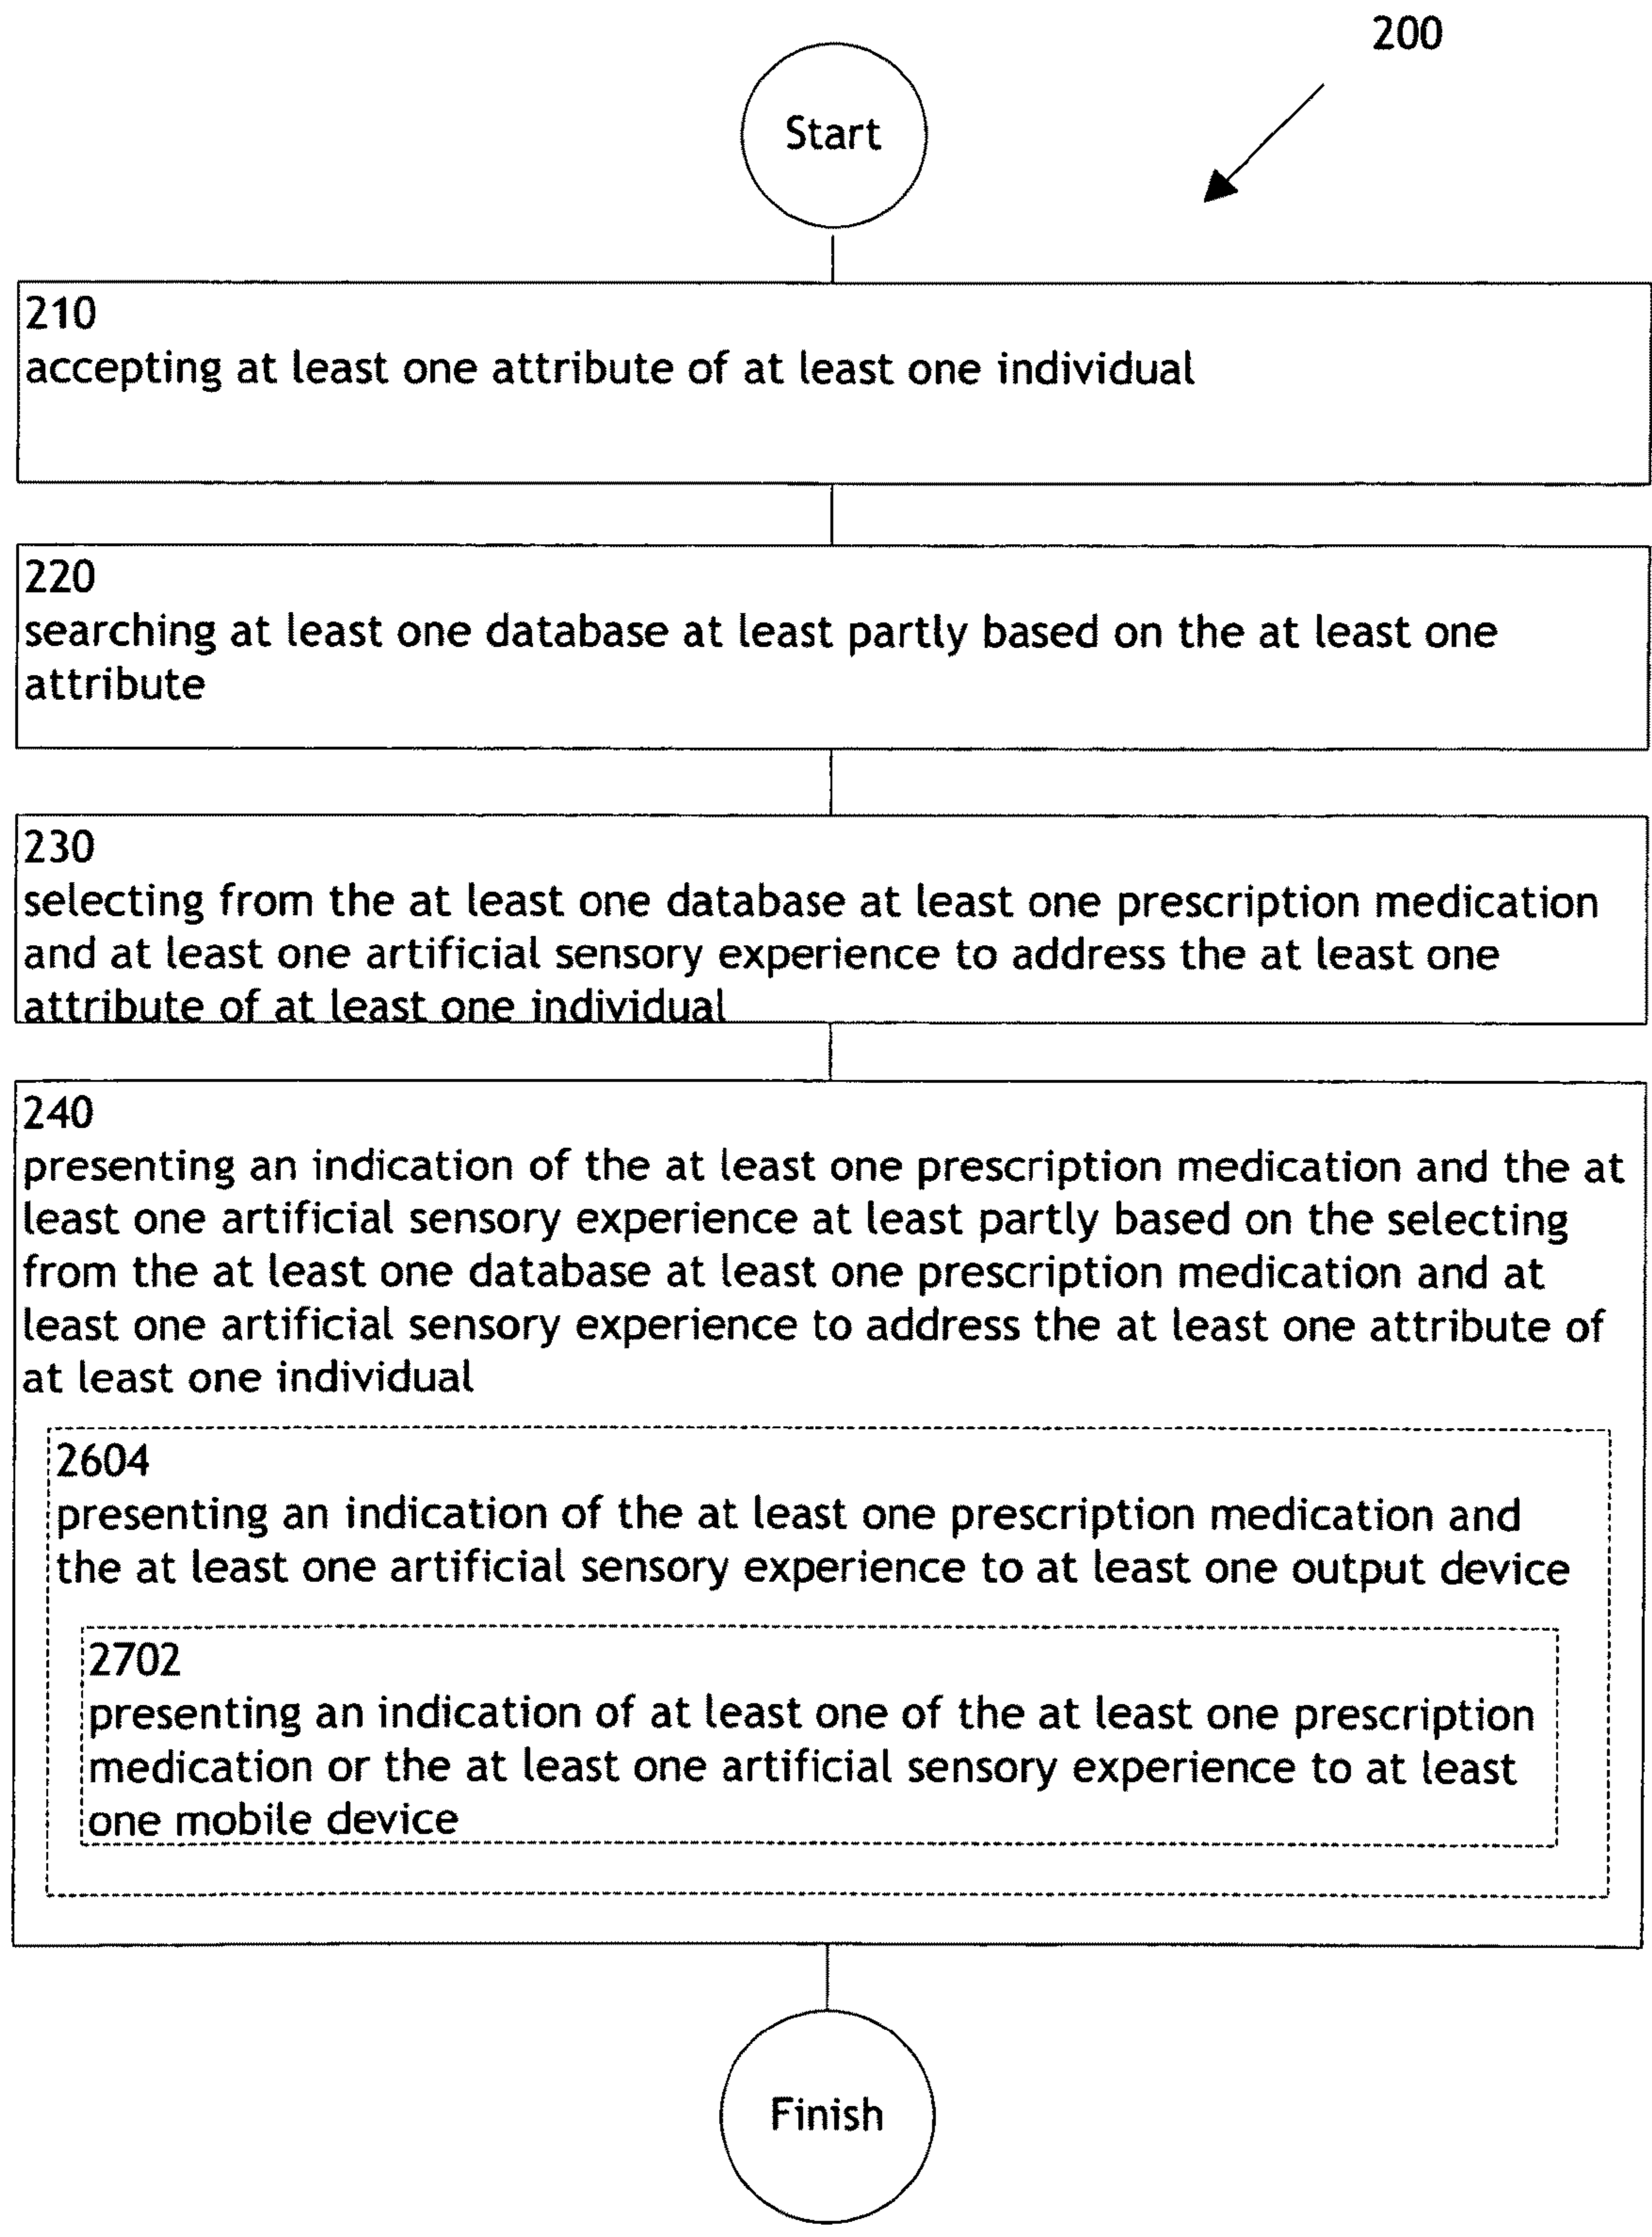 200
Start
210
accepting at least one attribute of at least one individual
220
searching at least one database at least partly based on the at least one
attribute
230
selecting from the at least one database at least one prescription medication
and at least one artificial sensory experience to address the at least one
attribute of at least one individual
240
presenting an indication of the at least one prescription medication and the at
least one artificial sensory experience at least partly based on the selecting
from the at least one database at least one prescription medication and at
least one artificial sensory experience to address the at least one attribute of
at least one individual
2604
presenting an indication of the at least one prescription medication and
the at least one artificial sensory experience to at least one output device
2702
presenting an indication of at least one of the at least one prescription
medication or the at least one artificial sensory experience to at least
one mobile device
Finish